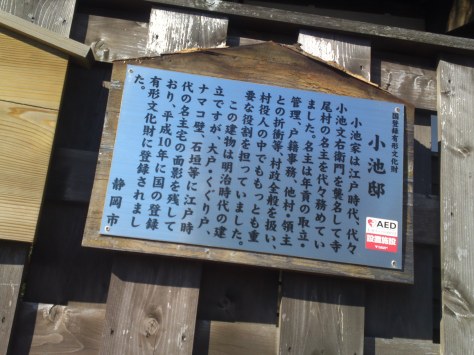 国登録有形文化財
小池邸
小池家は江戸時代、代々
小池文右衛門を襲名して寺
尾村の名主を代々務めてい
ました。名主は年貢の取立・
管理、戸籍事務、他村・領主
との折衝等村政全般を扱い、
村役人の中でももっとも重
要な役割を担っていました。
この建物は明治時代の建
立ですが、大戸・くぐり戸、
ナマコ壁、石垣等に江戸時
代の名主宅の面影を残して
おり、平成10年に国の登録
有形文化財に登録されまし
た。
静岡市
AED
設置施設